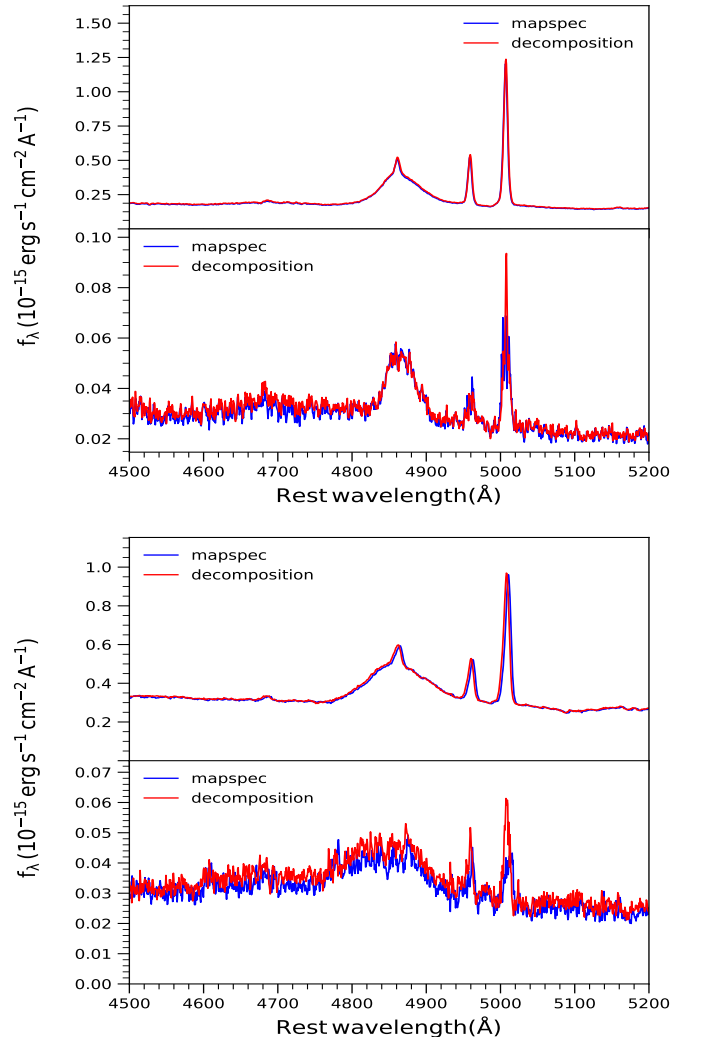 1.50
1.25
1.00
0.75
0.50
0.25
mapspec
decomposition
0.10
0.08
0.06
0.04
0.02
mapspec
decomposition
f_λ (10⁻¹⁵ erg s⁻¹ cm⁻² A⁻¹)
4500 4600 4700 4800 4900 5000 5100 5200
Rest wavelength(Å)
1.0
0.8
0.6
0.4
0.2
mapspec
decomposition
0.07
0.06
0.05
0.04
0.03
0.02
0.01
0.00
mapspec
decomposition
f_λ (10⁻¹⁵ erg s⁻¹ cm⁻² A⁻¹)
4500 4600 4700 4800 4900 5000 5100 5200
Rest wavelength(Å)